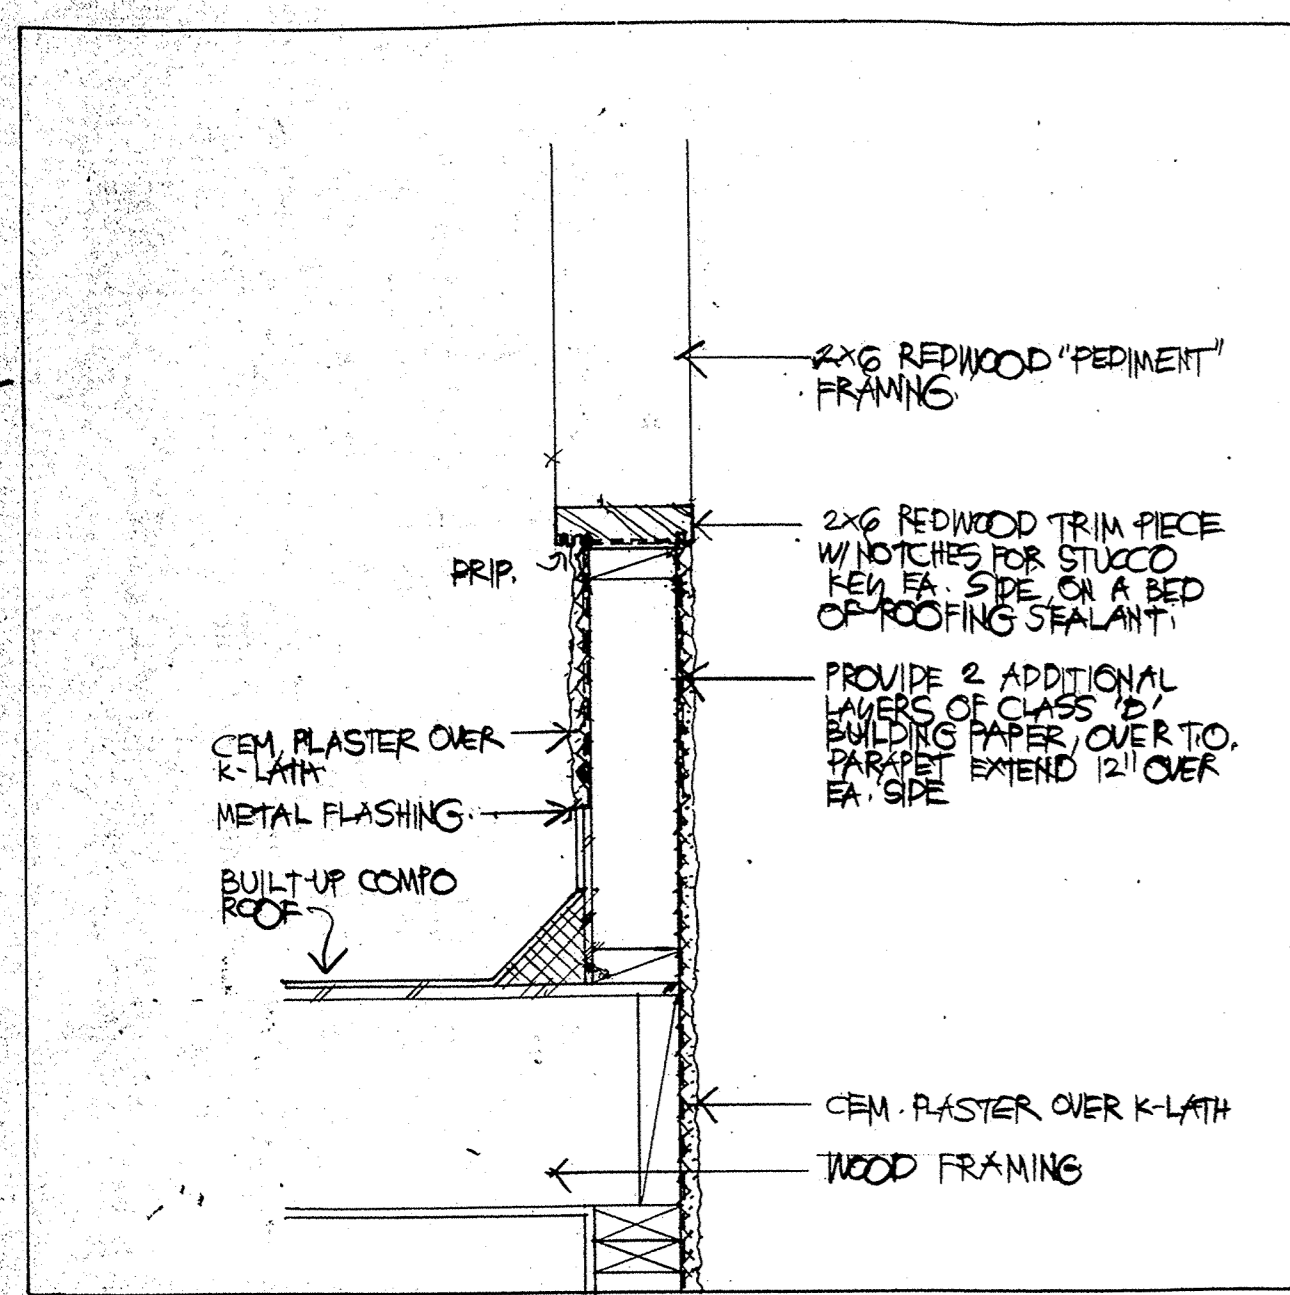 2X6 REDWOOD "PEDIMENT"
FRAMNG.
2X6 REDWOOD TRIM PIECE
W/ NOTCHES FOR STUCCO
KEY EA. SIDE, ON A BED
OF ROOFING SEALANT.
DRIP.
PROVIDE 2 ADDITIONAL
LAYERS OF CLASS 'D'
BUILDING PAPER, OVER T.O.
PARAPET EXTEND 12" OVER
EA. SIDE
CEM. PLASTER OVER
K-LATH
METAL FLASHING.
BUILT-UP COMPO
ROOF
CEM. PLASTER OVER K-LATH
WOOD FRAMING